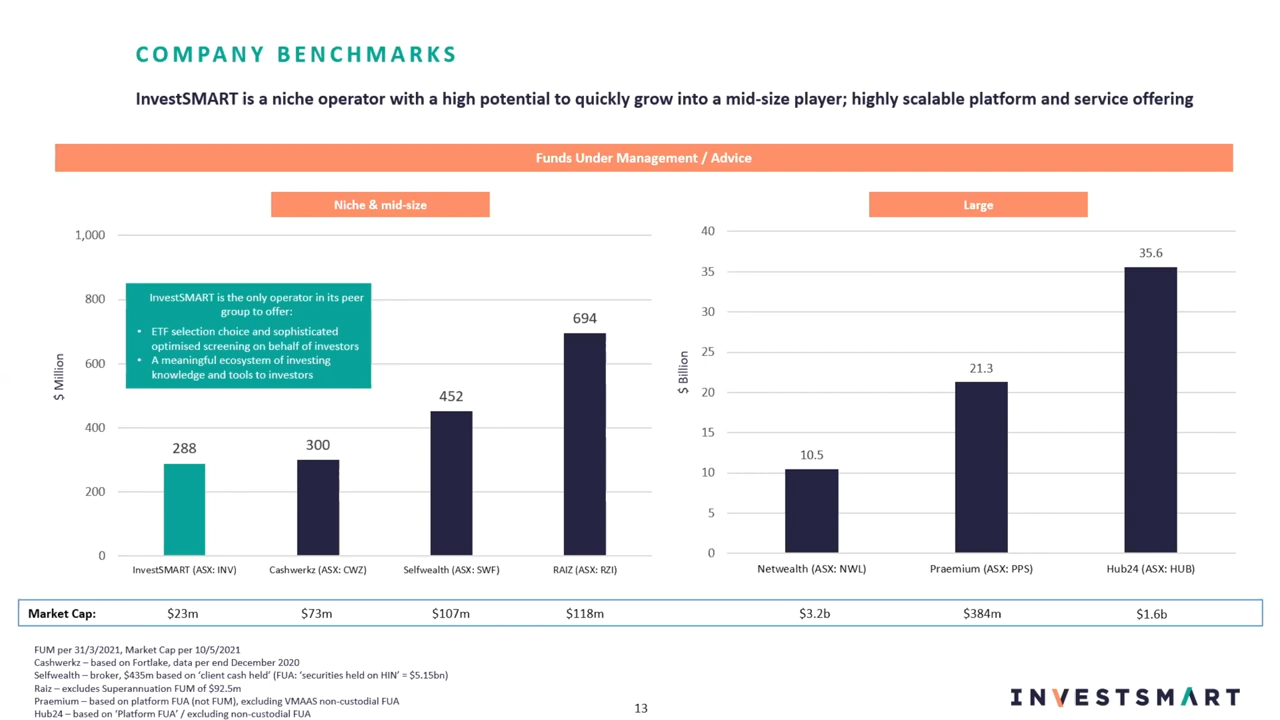 COMPANY BENCHMARKS
InvestSMART is a niche operator with a high potential to quickly grow into a mid-size player; highly scalable platform and service offering
Funds Under Management / Advice
Niche & mid-size
Large
$ Million
1,000
800
600
400
200
0
InvestSMART is the only operator in its peer
group to offer:
• ETF selection choice and sophisticated
optimised screening on behalf of investors
• A meaningful ecosystem of investing
knowledge and tools to investors
288
300
452
694
InvestSMART (ASX: INV)
Cashwerkz (ASX: CWZ)
Selfwealth (ASX: SWF)
RAIZ (ASX: RZI)
$ Billion
40
35
30
25
20
15
10
5
0
10.5
21.3
35.6
Netwealth (ASX: NWL)
Praemium (ASX: PPS)
Hub24 (ASX: HUB)
Market Cap: $23m $73m $107m $118m $3.2b $384m $1.6b
FUM per 31/3/2021, Market Cap per 10/5/2021
Cashwerkz – based on Fortlake, data per end December 2020
Selfwealth – broker, $435m based on ‘client cash held’ (FUA: ‘securities held on HIN’ = $5.15bn)
Raiz – excludes Superannuation FUM of $92.5m
Praemium – based on platform FUA (not FUM), excluding VMAAS non-custodial FUA
Hub24 – based on ‘Platform FUA’ / excluding non-custodial FUA
13
INVESTSMART